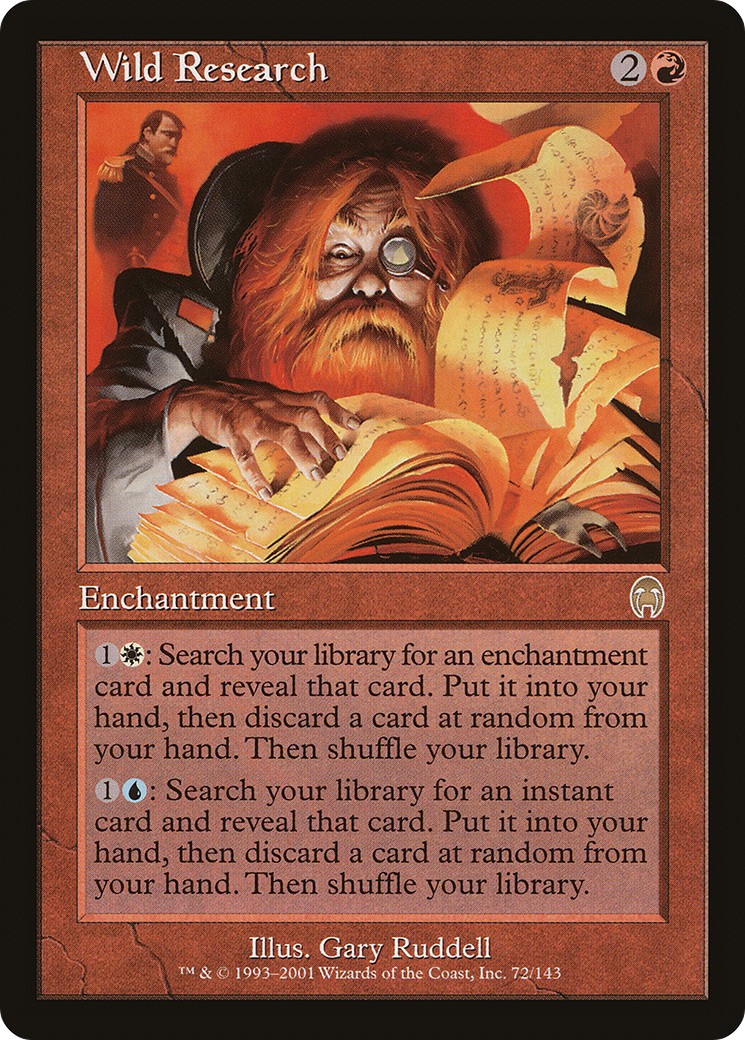 Wild Research
2
Enchantment
1 : Search your library for an enchantment
card and reveal that card. Put it into your
hand, then discard a card at random from
your hand. Then shuffle your library.
1 : Search your library for an instant
card and reveal that card. Put it into your
hand, then discard a card at random from
your hand. Then shuffle your library.
Illus. Gary Ruddell
™ & © 1993–2001 Wizards of the Coast, Inc. 72/143